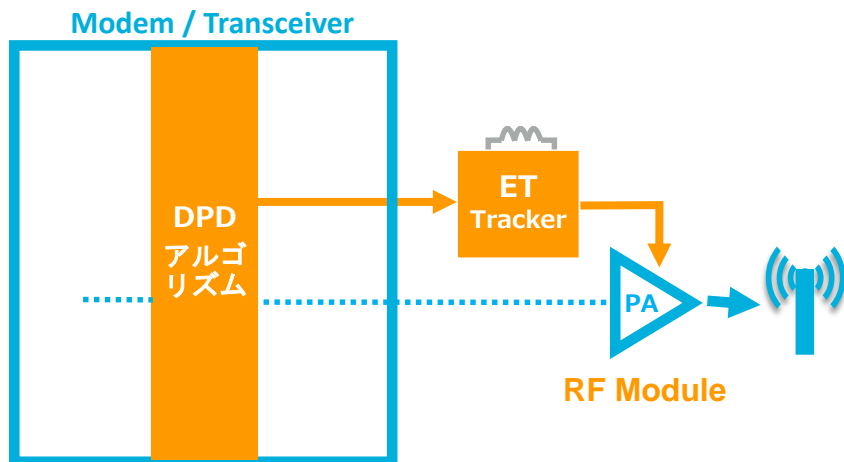 Modem / Transceiver
ET
Tracker
DPD
アルゴ
リズム
PA
RF Module